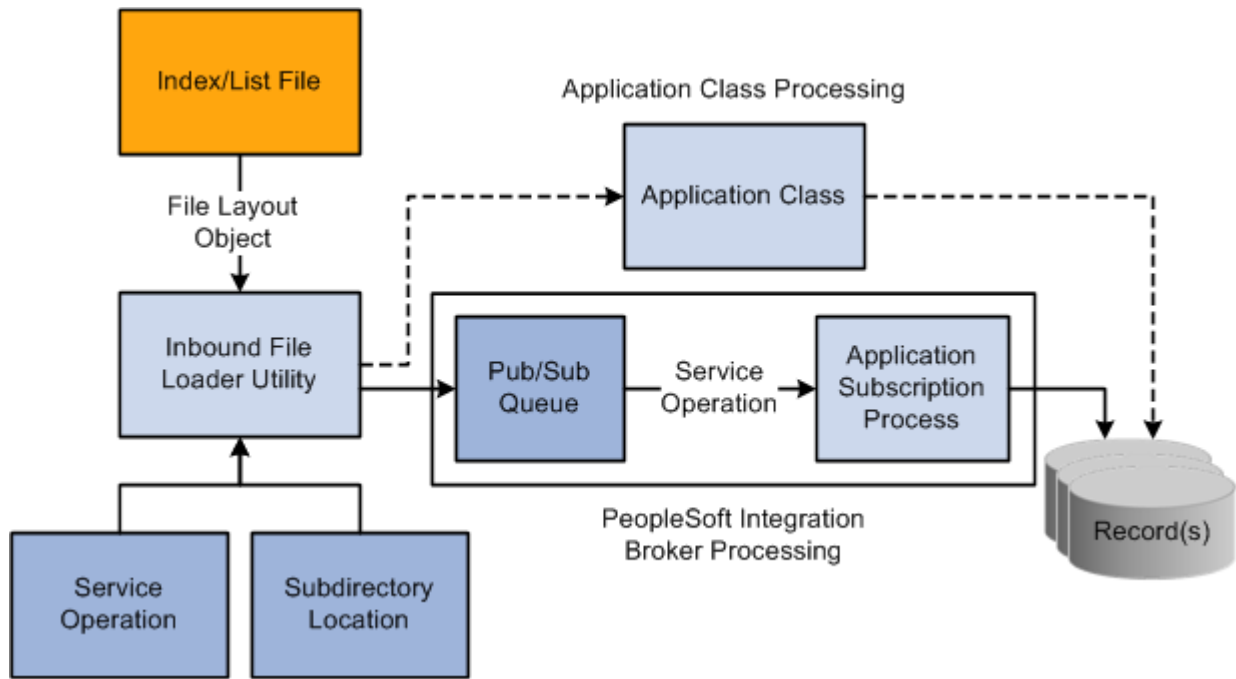 Index/List File
Application Class Processing
File Layout
Object
Application Class
Inbound File
Loader Utility
Pub/Sub
Queue
Service
Operation
Application
Subscription
Process
Record(s)
PeopleSoft Integration
Broker Processing
Service
Operation
Subdirectory
Location